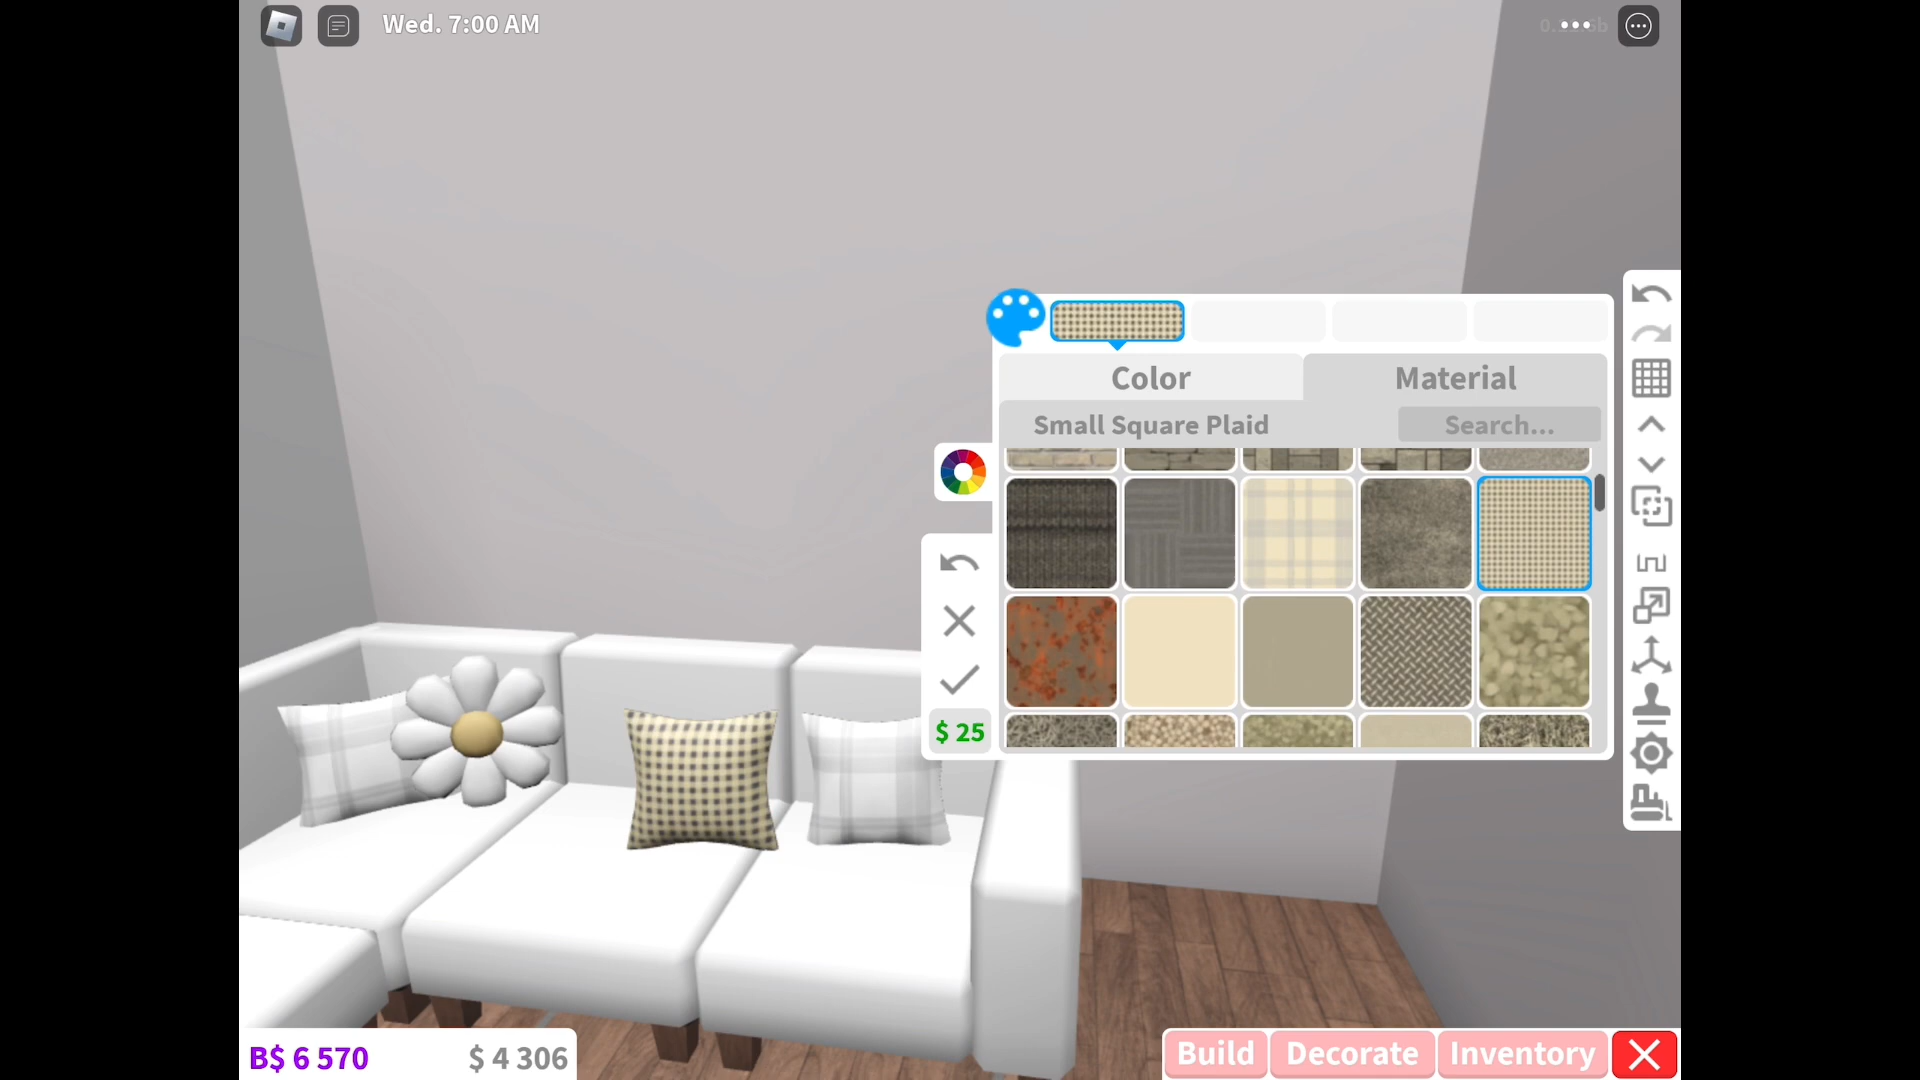 Wed. 7:00 AM
Color
Material
Small Square Plaid
Search...
$ 25
B$ 6 570
$ 4 306
Build
Decorate
Inventory